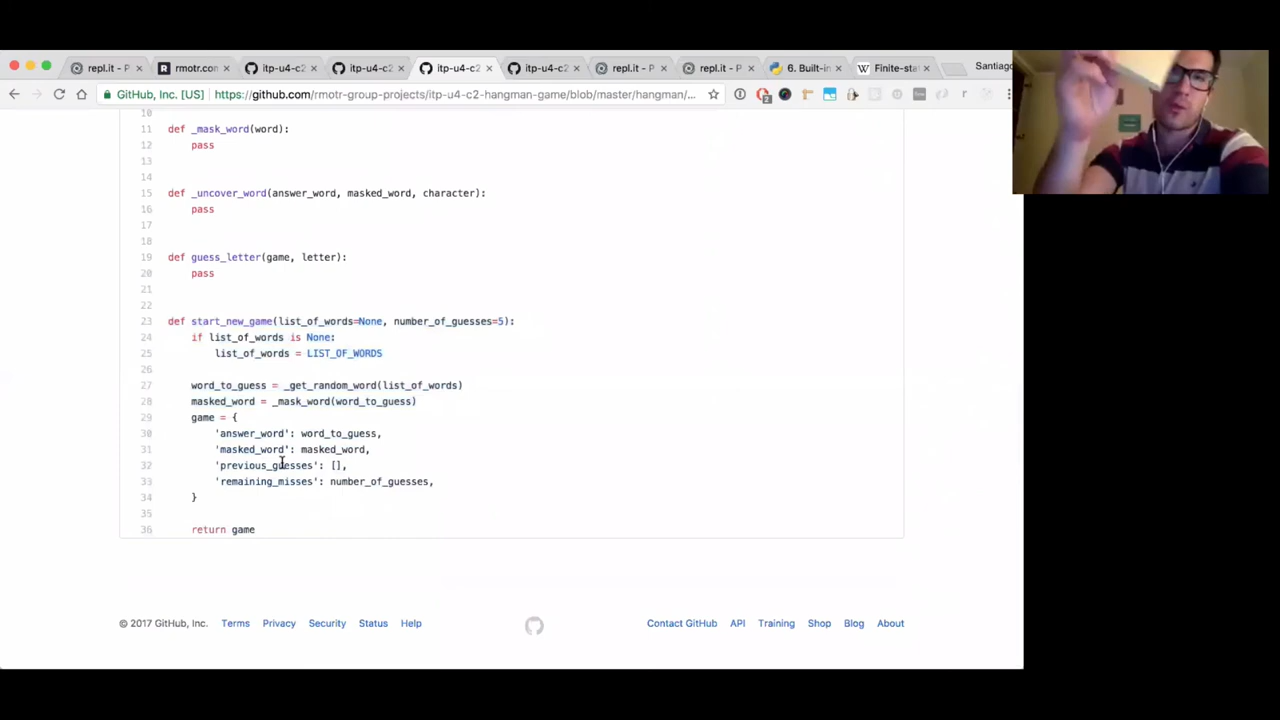 repl.it - P
rmotr.co
itp-u4-c2
itp-u4-c2
itp-u4-c2
itp-u4-c2
repl.it - P
repl.it - P
6. Built-in
Finite-sta
Santiago
GitHub, Inc. [US] https://github.com/rmotr-group-projects/itp-u4-c2-hangman-game/blob/master/hangman/...
10
11 def _mask_word(word):
12 pass
13
14
15 def _uncover_word(answer_word, masked_word, character):
16 pass
17
18
19 def guess_letter(game, letter):
20 pass
21
22
23 def start_new_game(list_of_words=None, number_of_guesses=5):
24 if list_of_words is None:
25 list_of_words = LIST_OF_WORDS
26
27 word_to_guess = _get_random_word(list_of_words)
28 masked_word = _mask_word(word_to_guess)
29 game = {
30 'answer_word': word_to_guess,
31 'masked_word': masked_word,
32 'previous_guesses': [],
33 'remaining_misses': number_of_guesses,
34 }
35
36 return game
© 2017 GitHub, Inc. Terms Privacy Security Status Help Contact GitHub API Training Shop Blog About